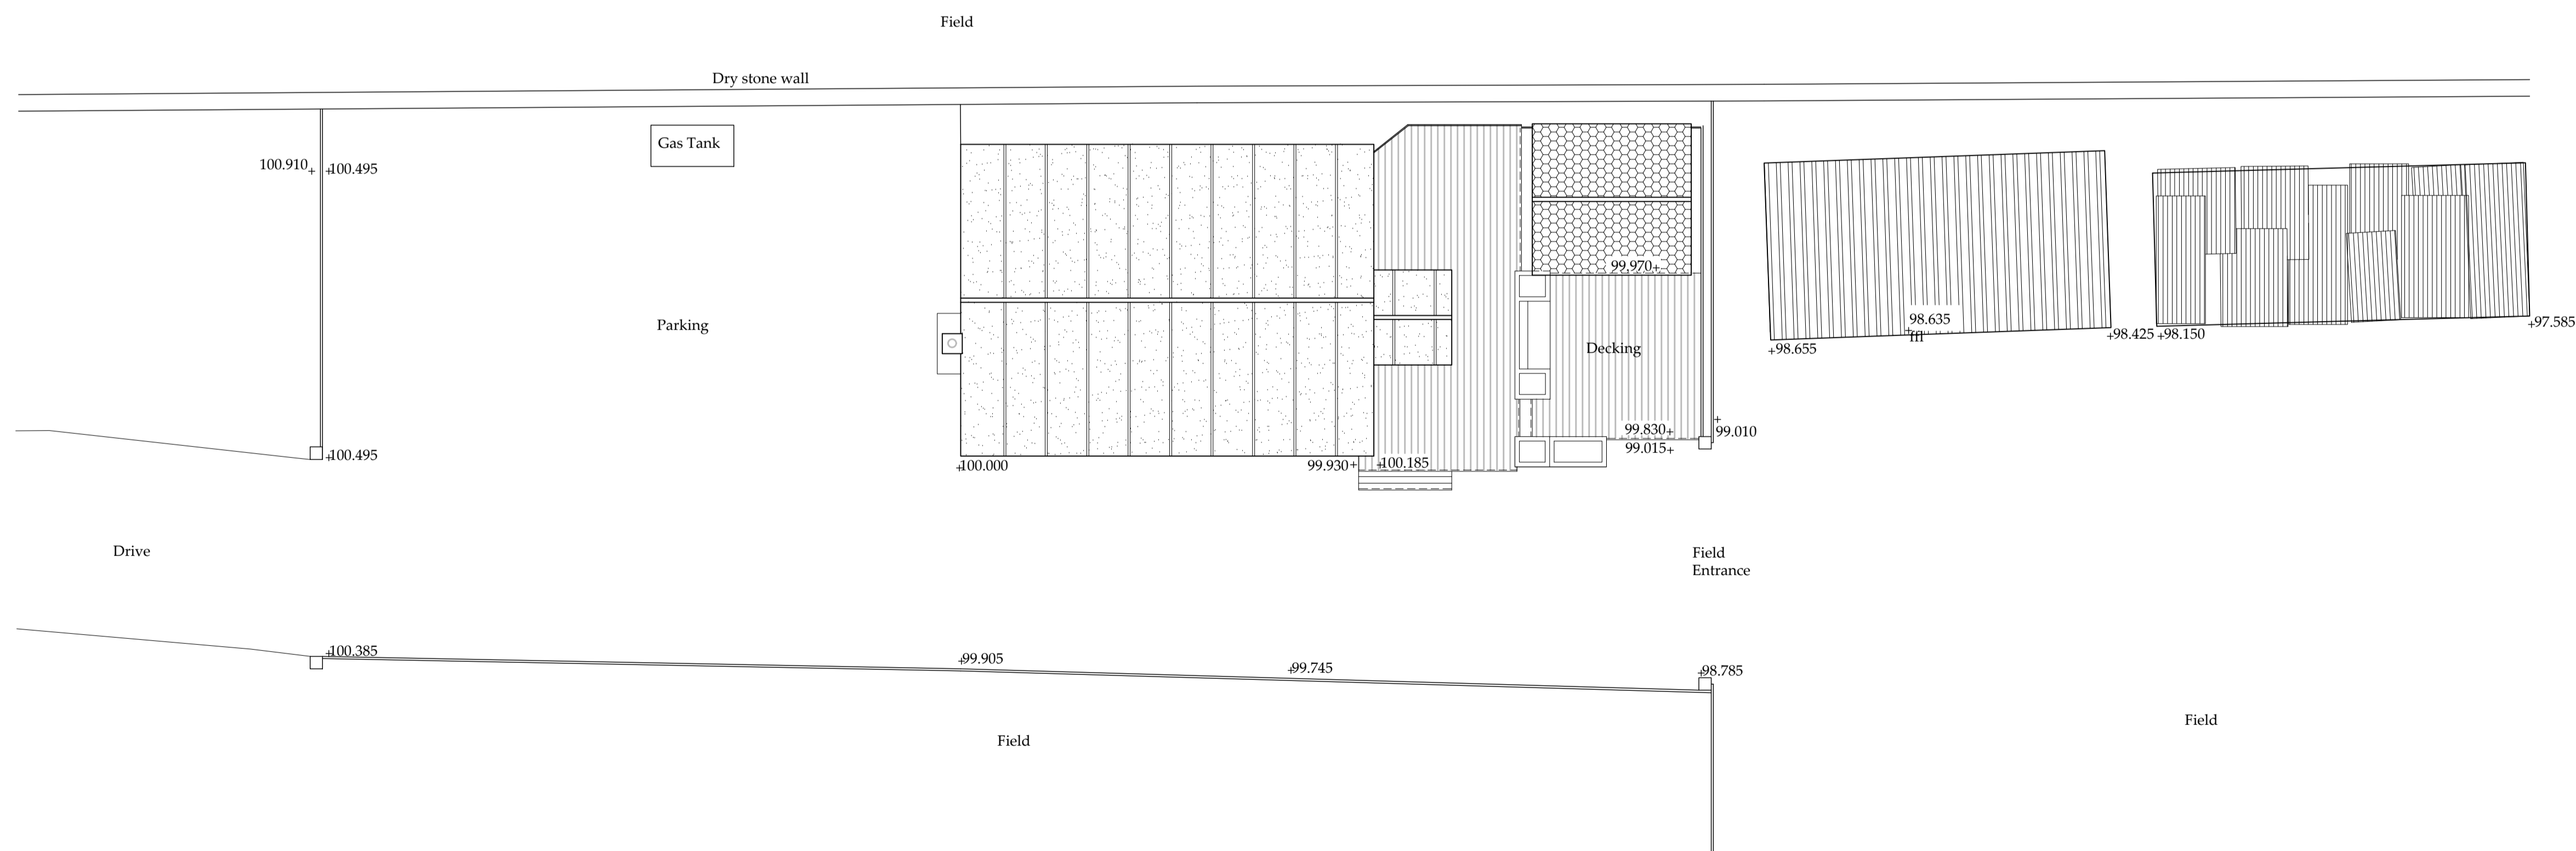 Field
Dry stone wall
Gas Tank
100.910
100.495
99.970
98.635
ffl
97.585
Parking
Decking
98.655
98.425
98.150
99.830
99.010
99.015
100.495
100.000
99.930
100.185
Drive
Field
Entrance
100.385
99.905
99.745
98.785
Field
Field